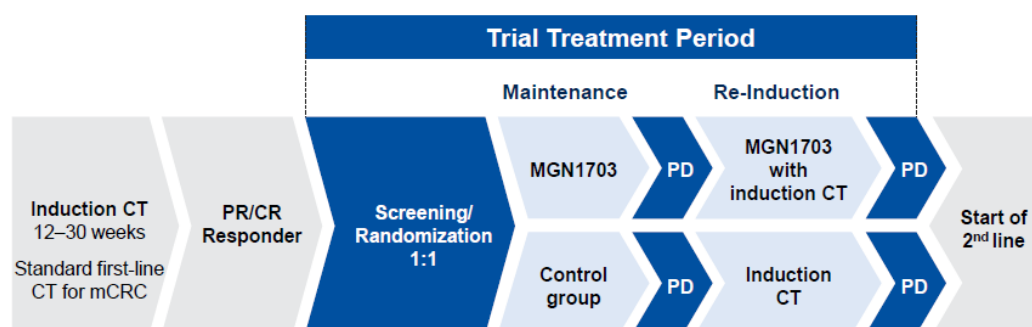 Trial Treatment Period
Maintenance
Re-Induction
Induction CT
12–30 weeks
Standard first-line
CT for mCRC
PR/CR
Responder
Screening/
Randomization
1:1
MGN1703
PD
MGN1703
with
induction CT
PD
Control
group
PD
Induction
CT
PD
Start of
2nd line